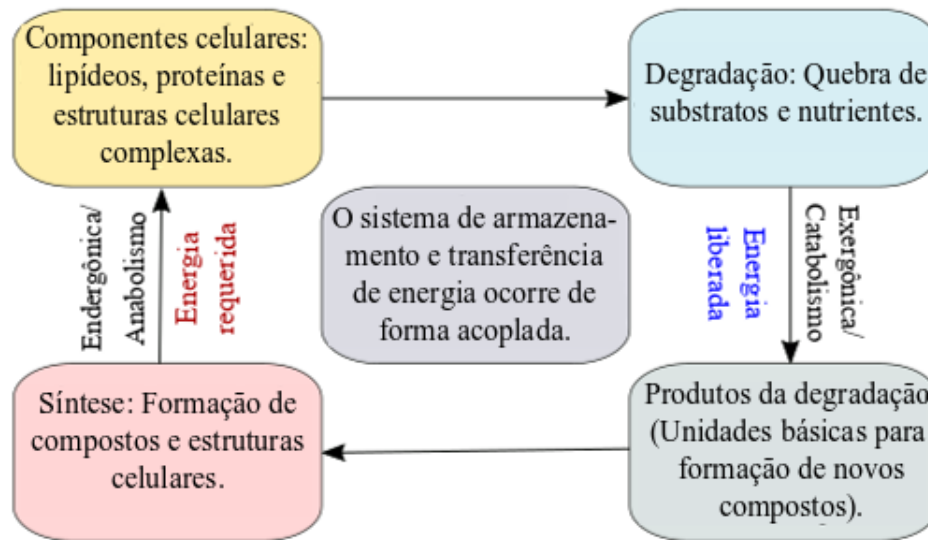 Componentes celulares:
lipídeos, proteínas e
estruturas celulares
complexas.
Degradação: Quebra de
substratos e nutrientes.
Endergônica/
Anabolismo
Energia
requerida
O sistema de armazena-
mento e transferência
de energia ocorre de
forma acoplada.
Energia
liberada
Exergônica/
Catabolismo
Síntese: Formação de
compostos e estruturas
celulares.
Produtos da degradação
(Unidades básicas para
formação de novos
compostos).